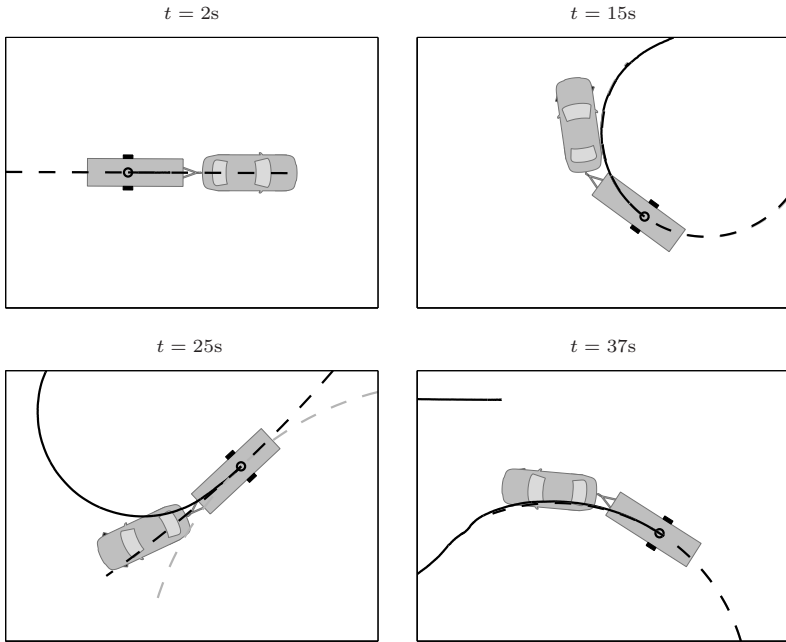 t = 2s
t = 15s
t = 25s
t = 37s